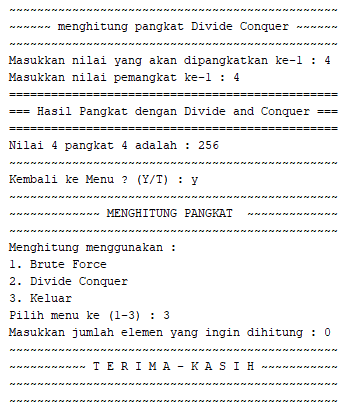 ~~~~~~~~~~~~~~~~~~~~~~~~~~~~~~~~~~~~~~~~~~~~~~~
~~~~~~ menghitung pangkat Divide Conquer ~~~~~~
~~~~~~~~~~~~~~~~~~~~~~~~~~~~~~~~~~~~~~~~~~~~~~~
Masukkan nilai yang akan dipangkatkan ke-1 : 4
Masukkan nilai pemangkat ke-1 : 4
===============================================
=== Hasil Pangkat dengan Divide and Conquer ===
===============================================
Nilai 4 pangkat 4 adalah : 256
~~~~~~~~~~~~~~~~~~~~~~~~~~~~~~~~~~~~~~~~~~~~~~~
Kembali ke Menu ? (Y/T) : y
~~~~~~~~~~~~~~~~~~~~~~~~~~~~~~~~~~~~~~~~~~~~~~~
~~~~~~~~~~~~~ MENGHITUNG PANGKAT  ~~~~~~~~~~~~~
~~~~~~~~~~~~~~~~~~~~~~~~~~~~~~~~~~~~~~~~~~~~~~~
Menghitung menggunakan :
1. Brute Force
2. Divide Conquer
3. Keluar
Pilih menu ke (1-3) : 3
Masukkan jumlah elemen yang ingin dihitung : 0
~~~~~~~~~~~~~~~~~~~~~~~~~~~~~~~~~~~~~~~~~~~~~~~
~~~~~~~~~~~ T E R I M A - K A S I H ~~~~~~~~~~~
~~~~~~~~~~~~~~~~~~~~~~~~~~~~~~~~~~~~~~~~~~~~~~~
~~~~~~~~~~~~~~~~~~~~~~~~~~~~~~~~~~~~~~~~~~~~~~~